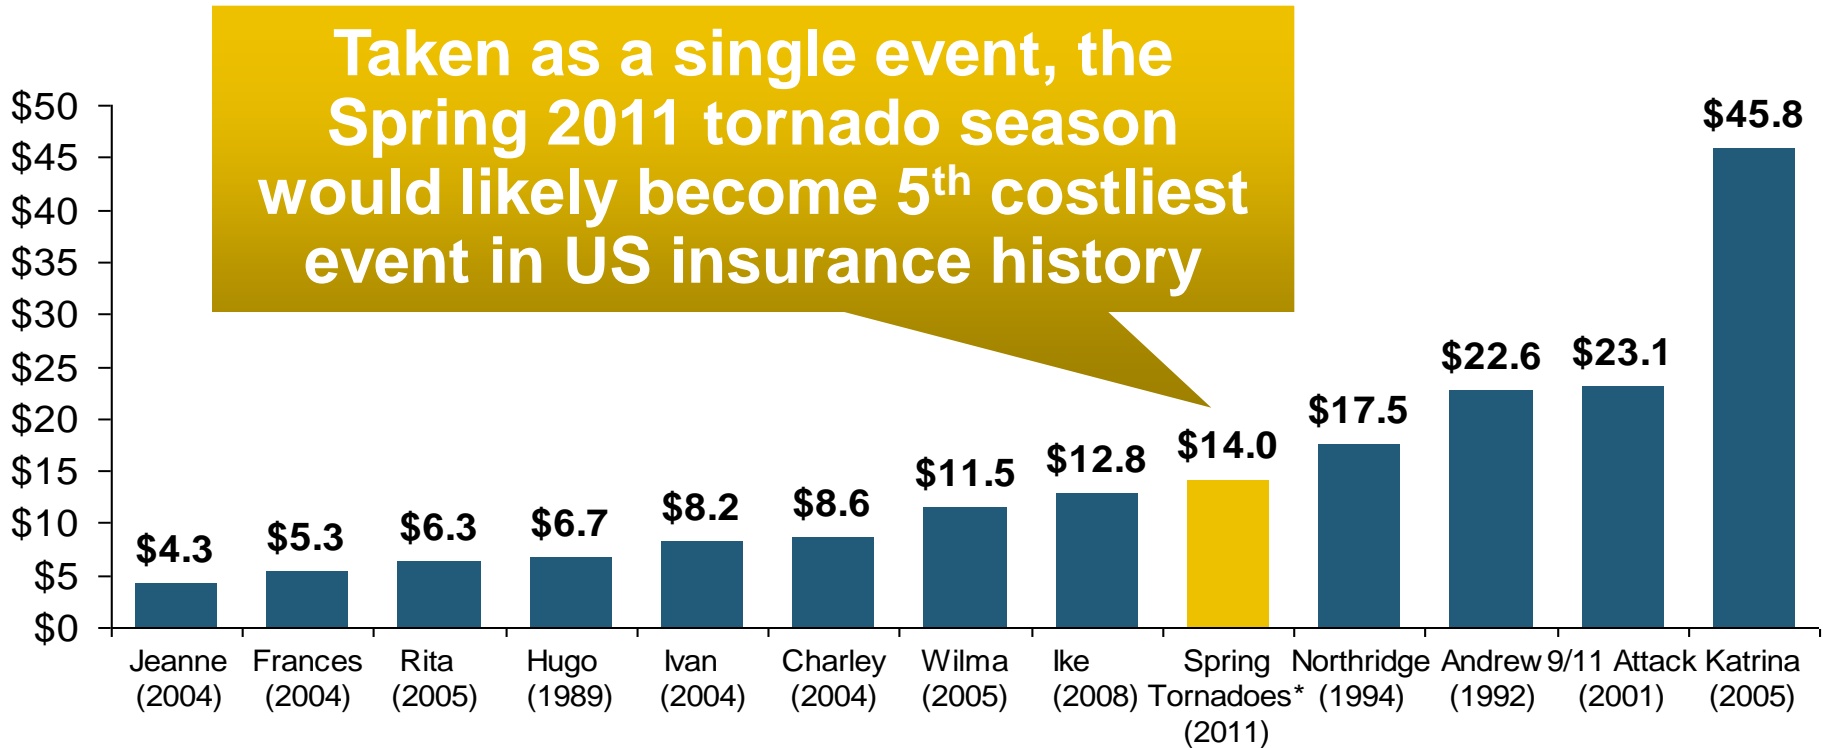 Taken as a single event, the
Spring 2011 tornado season
would likely become 5th costliest
event in US insurance history
$50
$45
$40
$35
$30
$25
$20
$15
$10
$5
$0
$4.3
$5.3
$6.3
$6.7
$8.2
$8.6
$11.5
$12.8
$14.0
$17.5
$22.6
$23.1
$45.8
Jeanne
(2004)
Frances
(2004)
Rita
(2005)
Hugo
(1989)
Ivan
(2004)
Charley
(2004)
Wilma
(2005)
Ike
(2008)
Spring
Tornadoes*
(2011)
Northridge
(1994)
Andrew
(1992)
9/11 Attack
(2001)
Katrina
(2005)